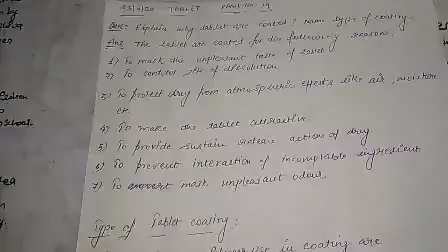 TABLET
Ques: Explain why tablet are coated? Name type of coating.
Ans: The tablet are coated for the following reasons,
1) To mask the unpleasant taste of tablet
2) To control site of dissolution
3) To protect drug from atmospheric effects like air, moisture
etc.
4) To make the tablet attractive
5) To provide sustain release action of drug
6) To prevent interaction of incompatible ingredient
7) To mask unpleasant odour
Type of Tablet coating:
in coating are